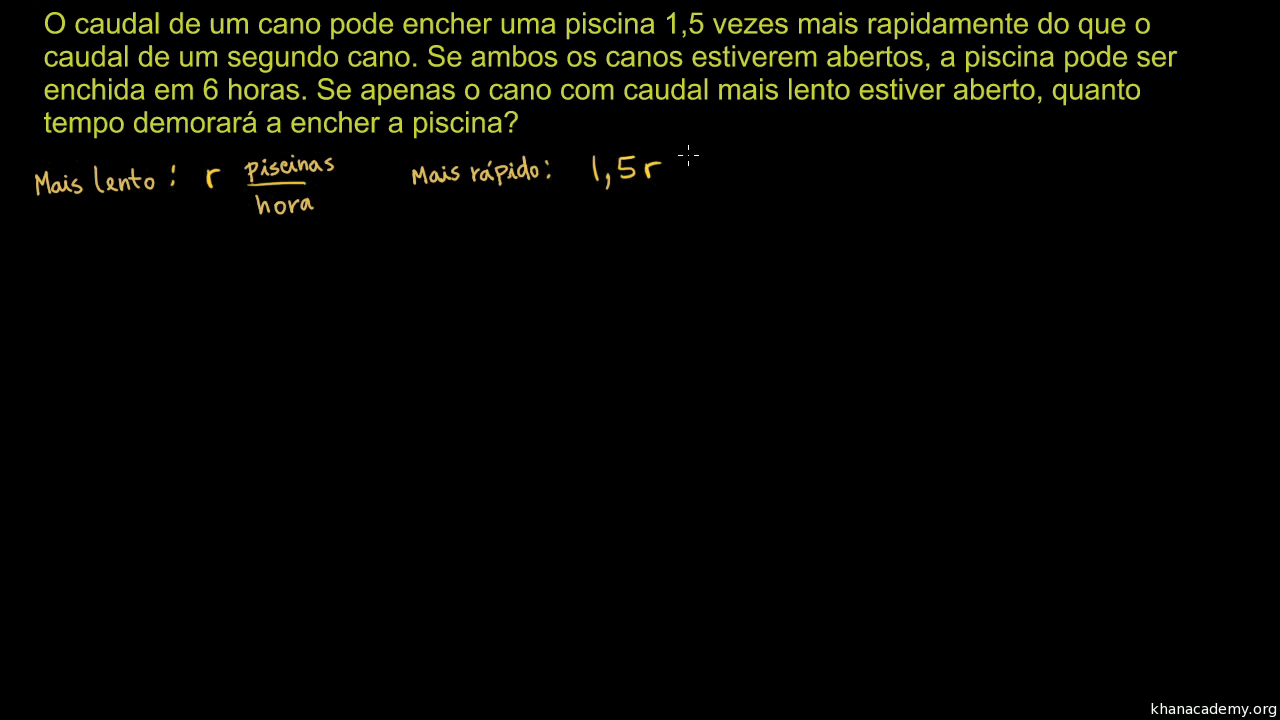 O caudal de um cano pode encher uma piscina 1,5 vezes mais rapidamente do que o
caudal de um segundo cano. Se ambos os canos estiverem abertos, a piscina pode ser
enchida em 6 horas. Se apenas o cano com caudal mais lento estiver aberto, quanto
tempo demorará a encher a piscina?
Mais lento: r piscinas/hora Mais rápido: 1,5 r
khanacademy.org